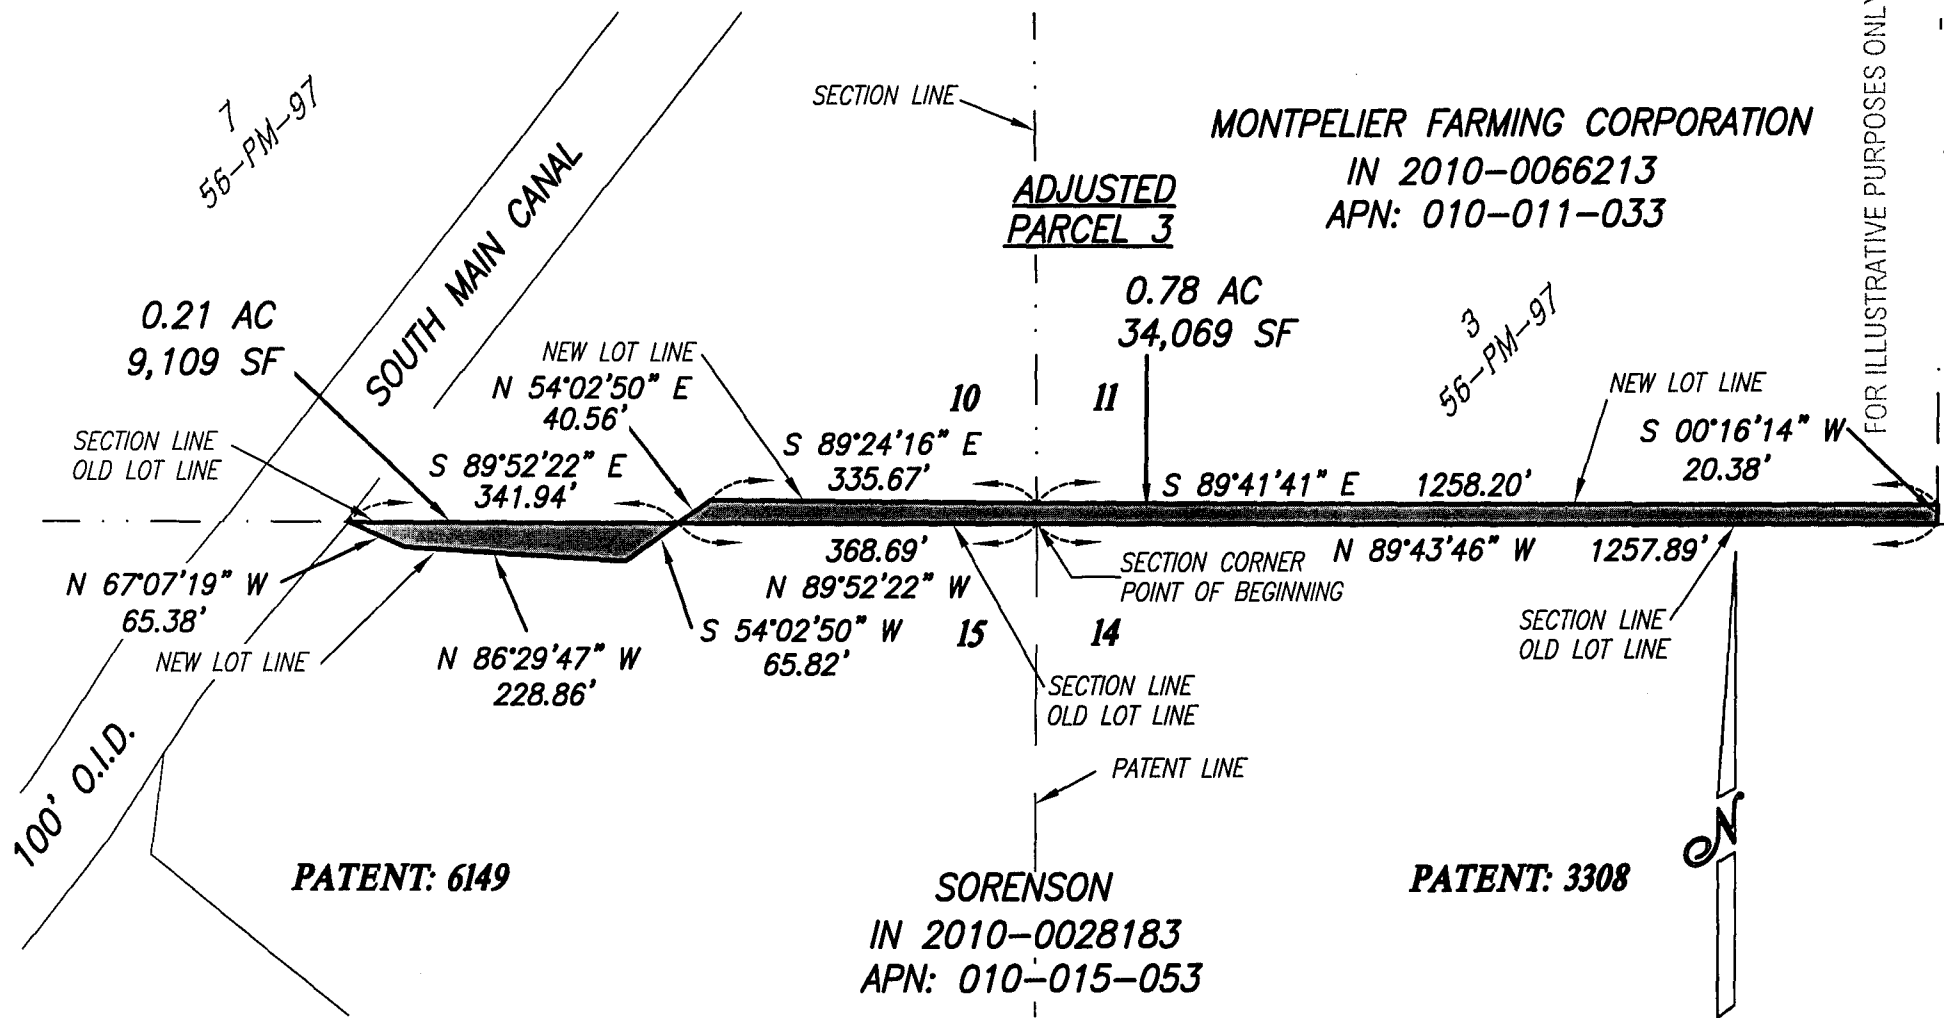 7
56-PM-97
SOUTH MAIN CANAL
SECTION LINE
MONTPELIER FARMING CORPORATION
IN 2010-0066213
APN: 010-011-033
FOR ILLUSTRATIVE PURPOSES ONLY
ADJUSTED
PARCEL 3
0.21 AC
9,109 SF
0.78 AC
34,069 SF
3
56-PM-97
NEW LOT LINE
N 54°02'50" E
40.56'
10
11
NEW LOT LINE
S 00°16'14" W
20.38'
SECTION LINE
OLD LOT LINE
S 89°52'22" E
341.94'
S 89°24'16" E
335.67'
S 89°41'41" E 1258.20'
N 67°07'19" W
65.38'
NEW LOT LINE
N 86°29'47" W
228.86'
368.69'
N 89°52'22" W
S 54°02'50" W
65.82'
15
14
SECTION CORNER
POINT OF BEGINNING
N 89°43'46" W 1257.89'
SECTION LINE
OLD LOT LINE
SECTION LINE
OLD LOT LINE
PATENT LINE
100' O.I.D.
N
PATENT: 6149
SORENSON
IN 2010-0028183
APN: 010-015-053
PATENT: 3308